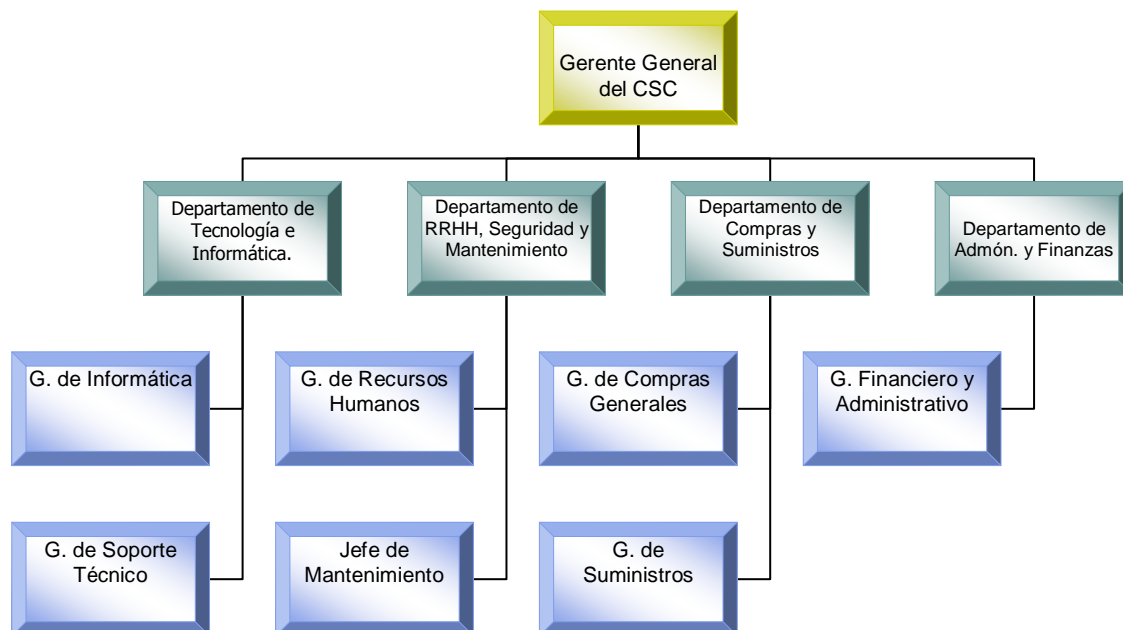 Gerente General
del CSC
Departamento de
Tecnología e
Informática.
Departamento de
RRHH, Seguridad y
Mantenimiento
Departamento de
Compras y
Suministros
Departamento de
Admón. y Finanzas
G. de Informática
G. de Recursos
Humanos
G. de Compras
Generales
G. Financiero y
Administrativo
G. de Soporte
Técnico
Jefe de
Mantenimiento
G. de
Suministros